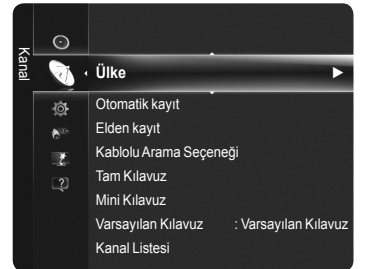 Kanal
Ülke
Otomatik kayıt
Elden kayıt
Kablolu Arama Seçeneği
Tam Kılavuz
Mini Kılavuz
Varsayılan Kılavuz : Varsayılan Kılavuz
Kanal Listesi